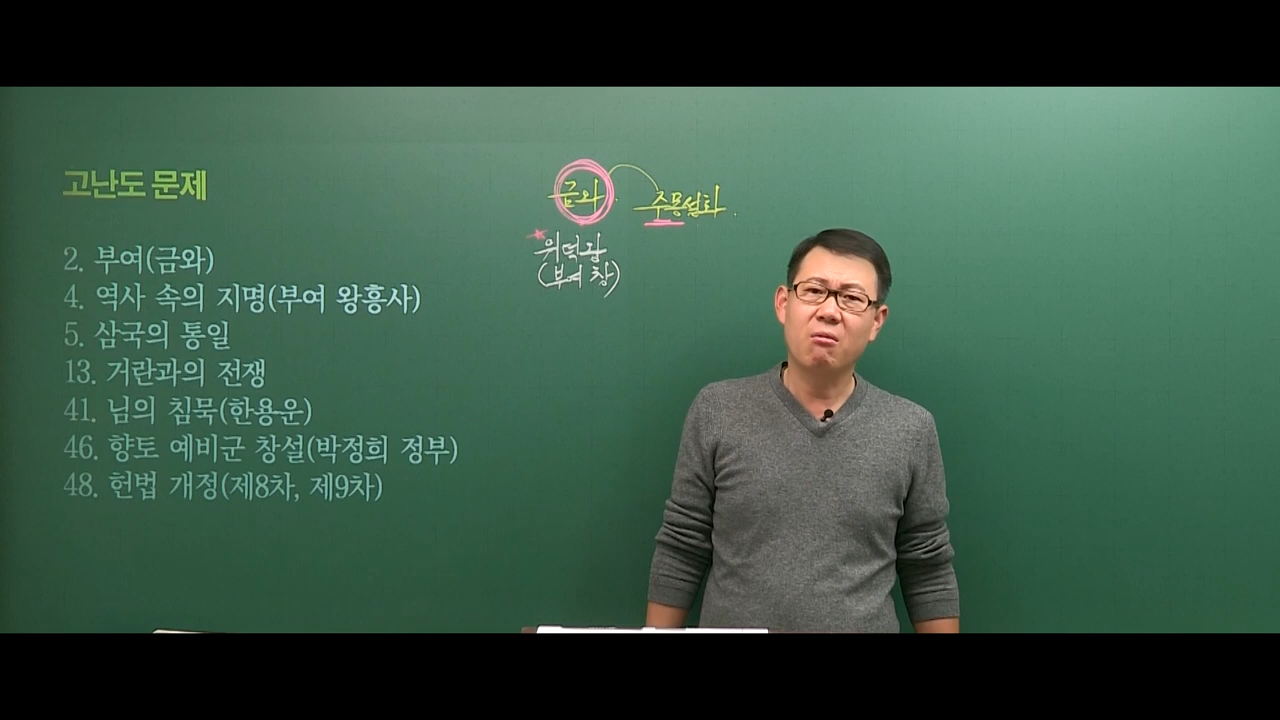 고난도 문제
2. 부여(금와)
4. 역사 속의 지명(부여 왕흥사)
5. 삼국의 통일
13. 거란과의 전쟁
41. 님의 침묵(한용운)
46. 향토 예비군 창설(박정희 정부)
48. 헌법 개정(제8차, 제9차)
금와
주몽설화
위덕왕
(부여 창)